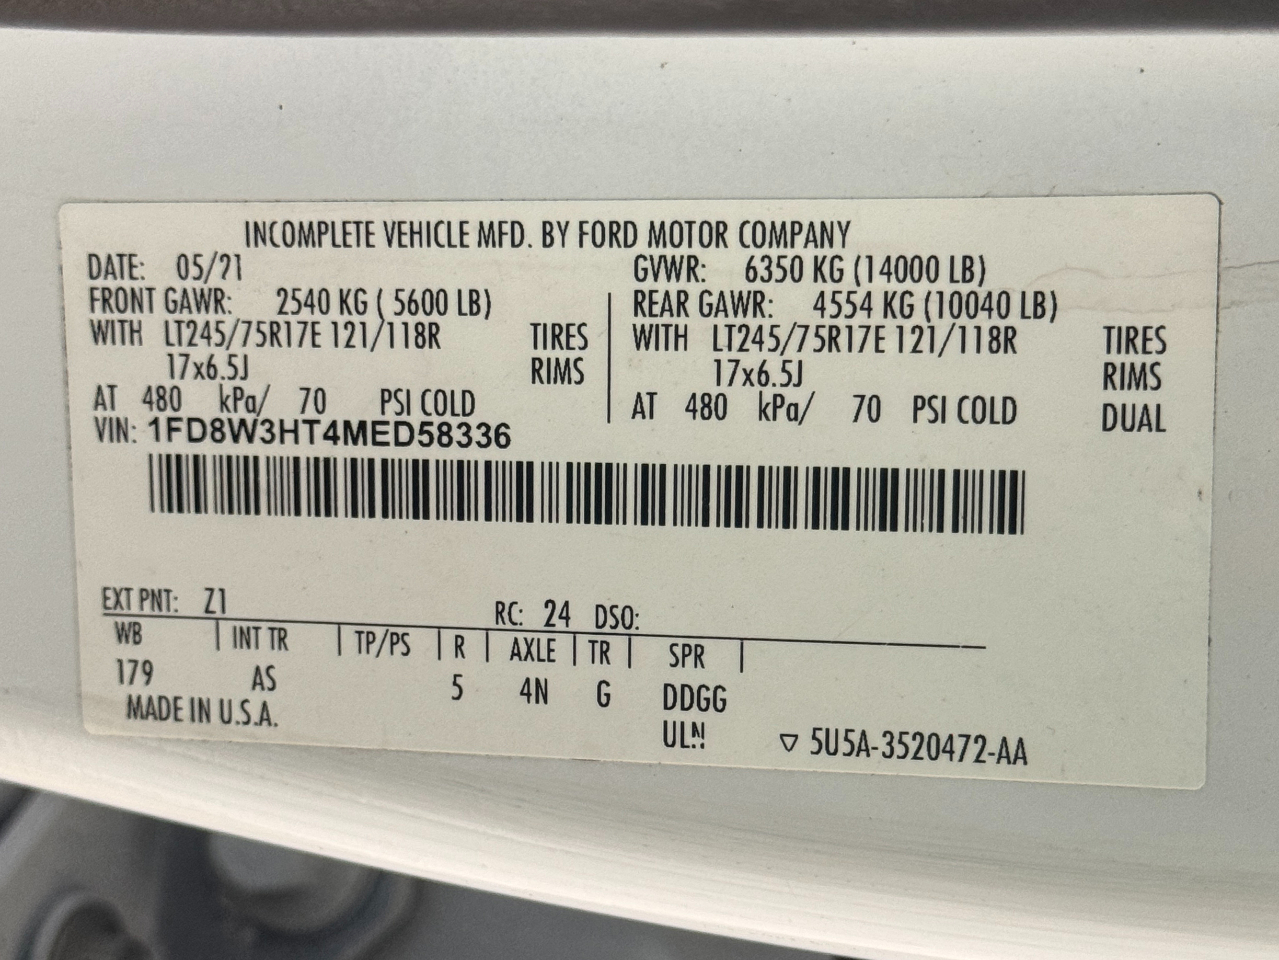 INCOMPLETE VEHICLE MFD. BY FORD MOTOR COMPANY
DATE: 05/21 GVWR: 6350 KG (14000 LB)
FRONT GAWR: 2540 KG ( 5600 LB) REAR GAWR: 4554 KG (10040 LB)
WITH LT245/75R17E 121/118R TIRES WITH LT245/75R17E 121/118R TIRES
17x6.5J RIMS 17x6.5J RIMS
AT 480 kPa/ 70 PSI COLD AT 480 kPa/ 70 PSI COLD DUAL
VIN: 1FD8W3HT4MED58336
EXT PNT: Z1 RC: 24 DSO:
WB INT TR TP/PS R AXLE TR SPR
179 AS 5 4N G DDGG
MADE IN U.S.A. ▽ 5U5A-3520472-AA